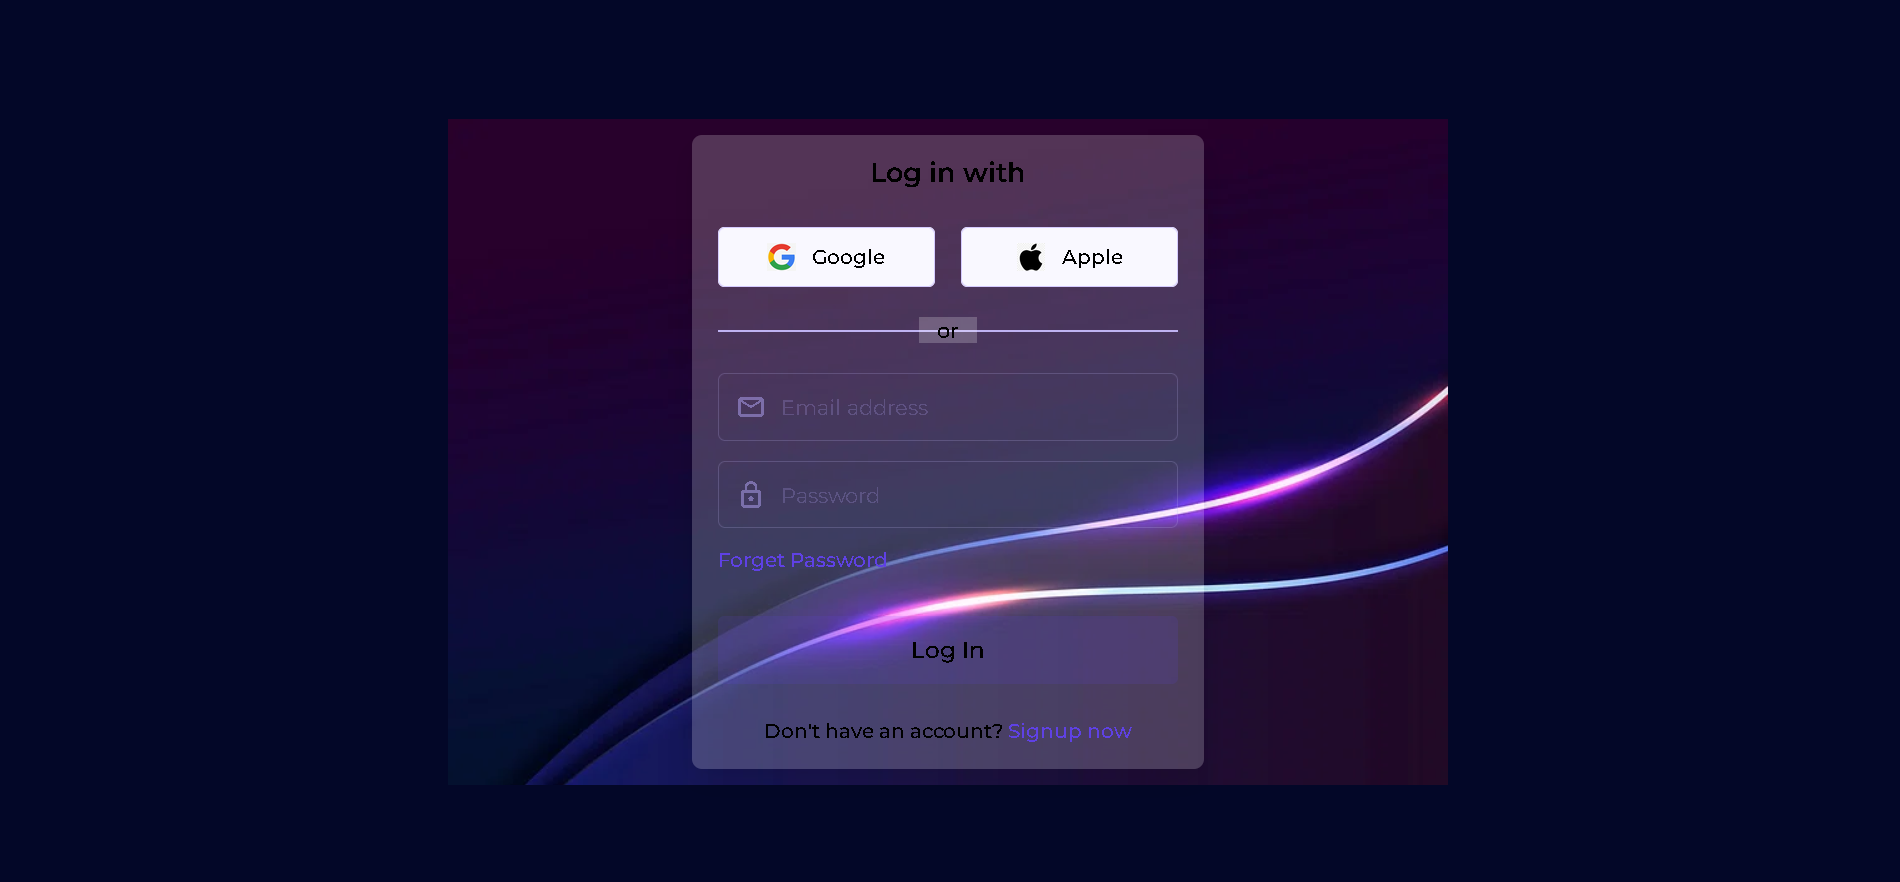 Log in with
Google
Apple
or
Email address
Password
Forget Password
Log In
Don't have an account? Signup now